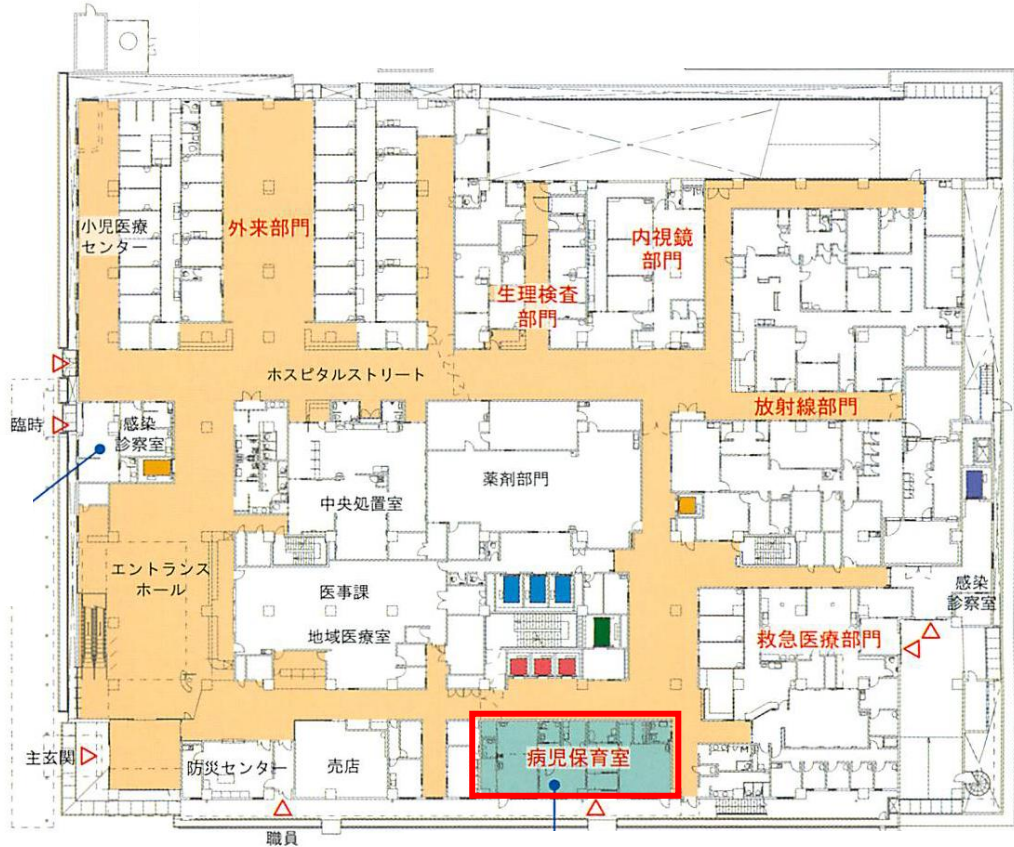 小児医療
センター
外来部門
内視鏡
部門
生理検査
部門
ホスピタルストリート
放射線部門
臨時
感染
診察室
中央処置室
薬剤部門
エントランス
ホール
医事課
地域医療室
感染
診察室
救急医療部門
主玄関
防災センター
売店
病児保育室
職員